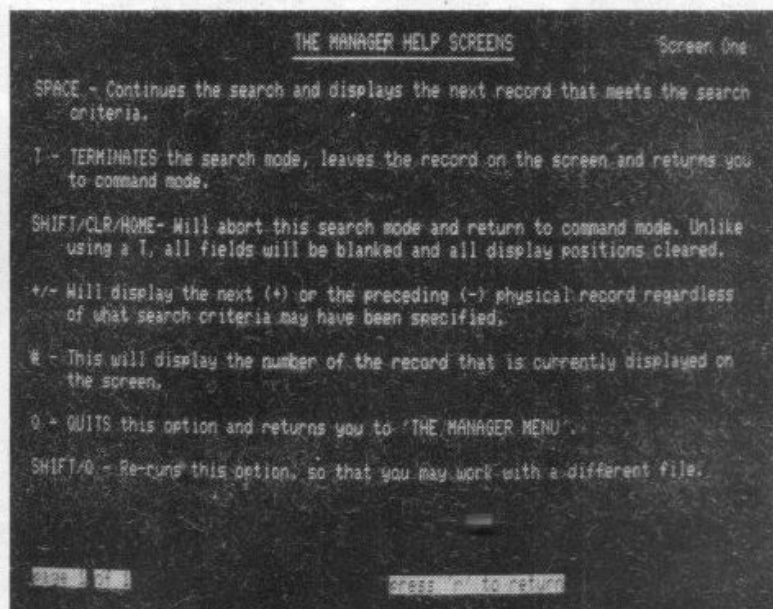 THE MANAGER HELP SCREENS
Screen One
SPACE - Continues the search and displays the next record that meets the search
criteria.
T - TERMINATES the search mode, leaves the record on the screen and returns you
to command mode.
SHIFT/CLR/HOME- Will abort this search mode and return to command mode. Unlike
using a T, all fields will be blanked and all display positions cleared.
+/- Will display the next (+) or the preceding (-) physical record regardless
of what search criteria may have been specified.
# - This will display the number of the record that is currently displayed on
the screen.
Q - QUITS this option and returns you to 'THE MANAGER MENU'.
SHIFT/Q - Re-runs this option, so that you may work with a different file.
page of
press to return